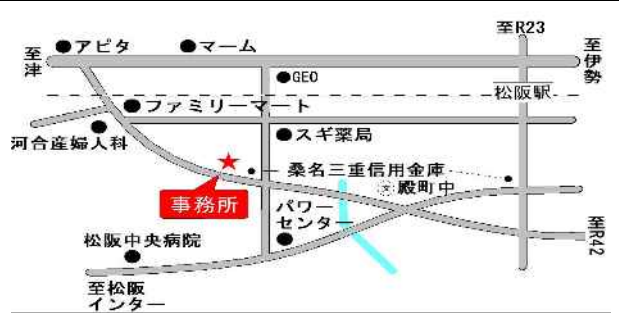 至R23
至津
アピタ
マーム
至伊勢
GEO
松阪駅
ファミリーマート
河合産婦人科
スギ薬局
桑名三重信用金庫
文
殿町中
事務所
パワー
センター
松阪中央病院
至R42
至松阪
インター